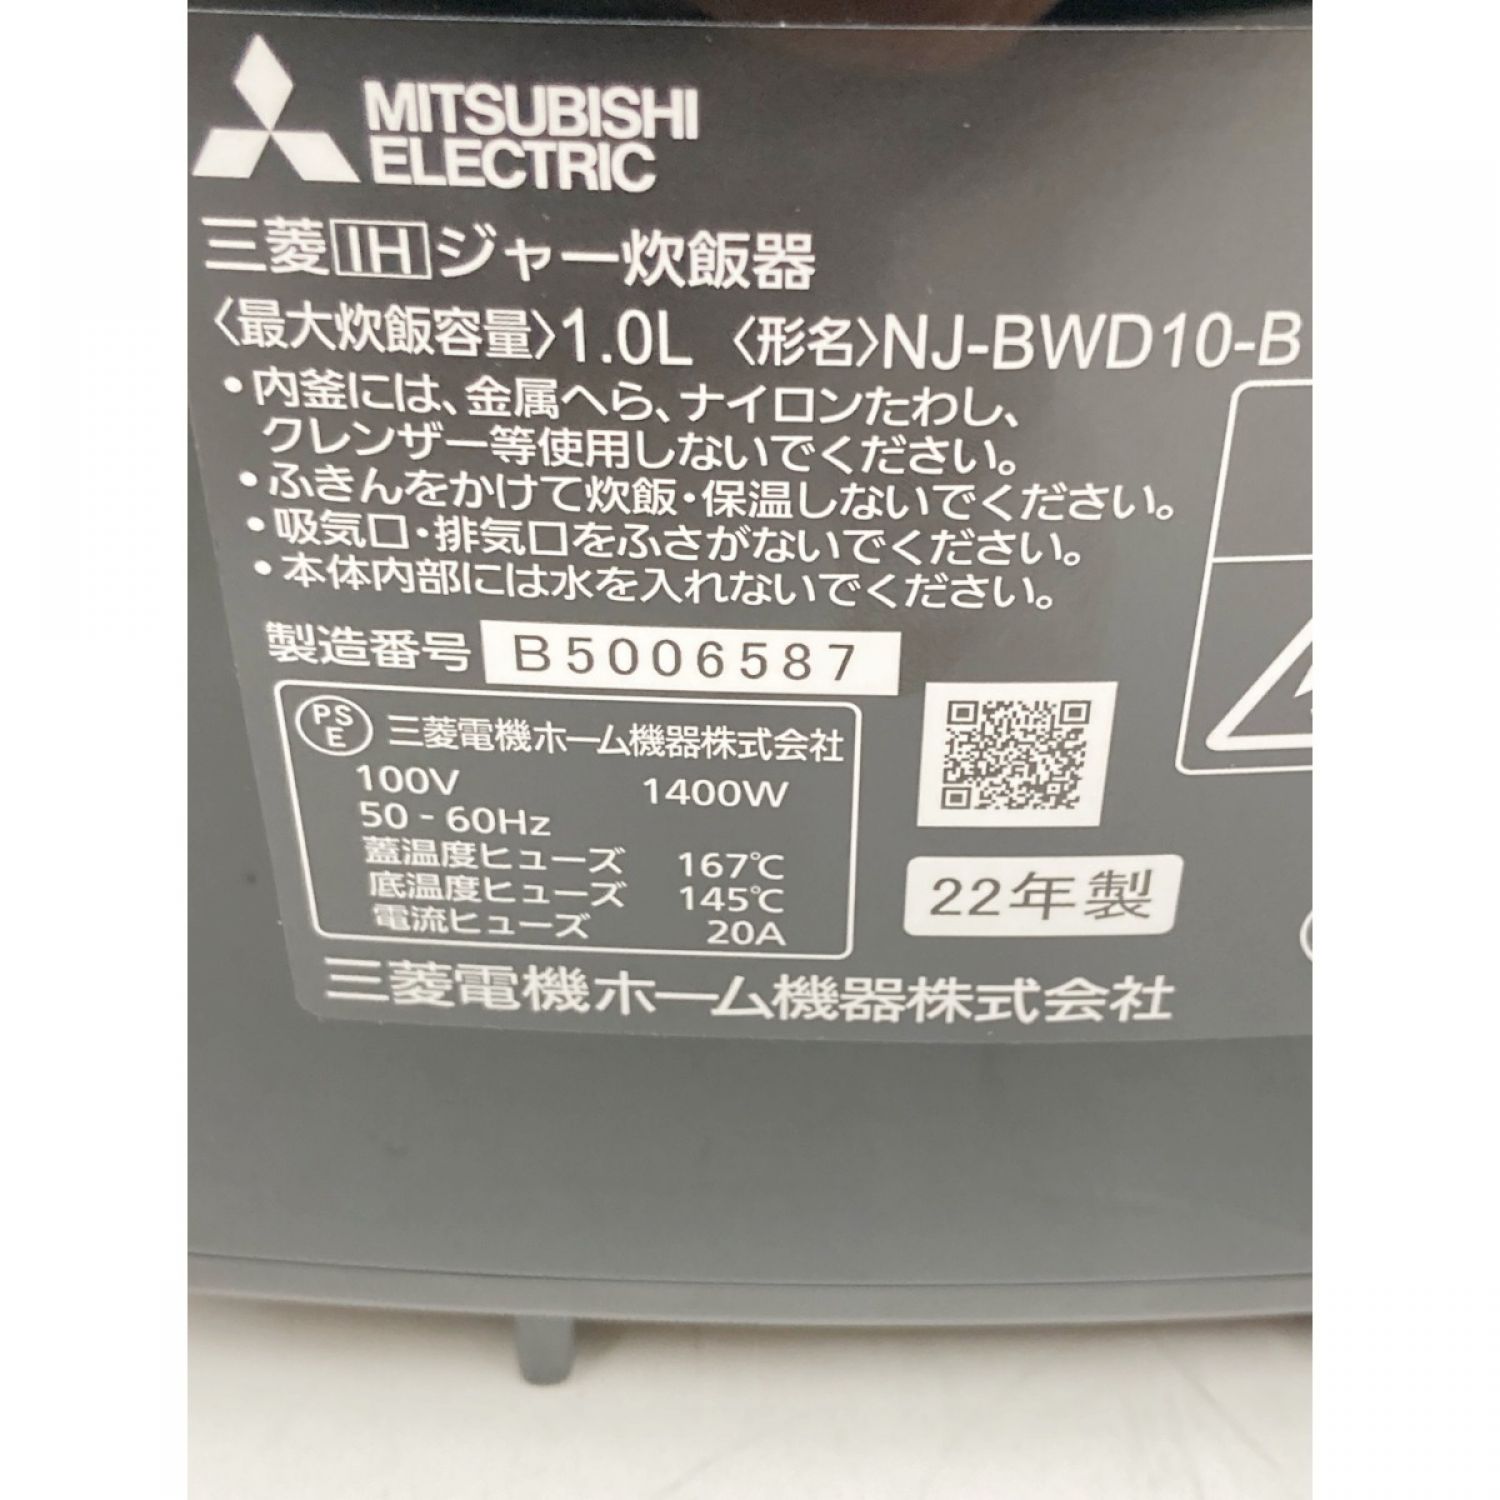 MITSUBISHI
ELECTRIC
三菱IHジャー炊飯器
〈最大炊飯容量〉1.0L 〈形名〉NJ-BWD10-B
•内釜には、金属へら、ナイロンたわし、
クレンザー等使用しないでください。
•ふきんをかけて炊飯・保温しないでください。
•吸気口・排気口をふさがないでください。
•本体内部には水を入れないでください。
製造番号 B5006587
PS
E 三菱電機ホーム機器株式会社
100V 1400W
50-60Hz
蓋温度ヒューズ 167℃
底温度ヒューズ 145℃
電流ヒューズ 20A
22年製
三菱電機ホーム機器株式会社